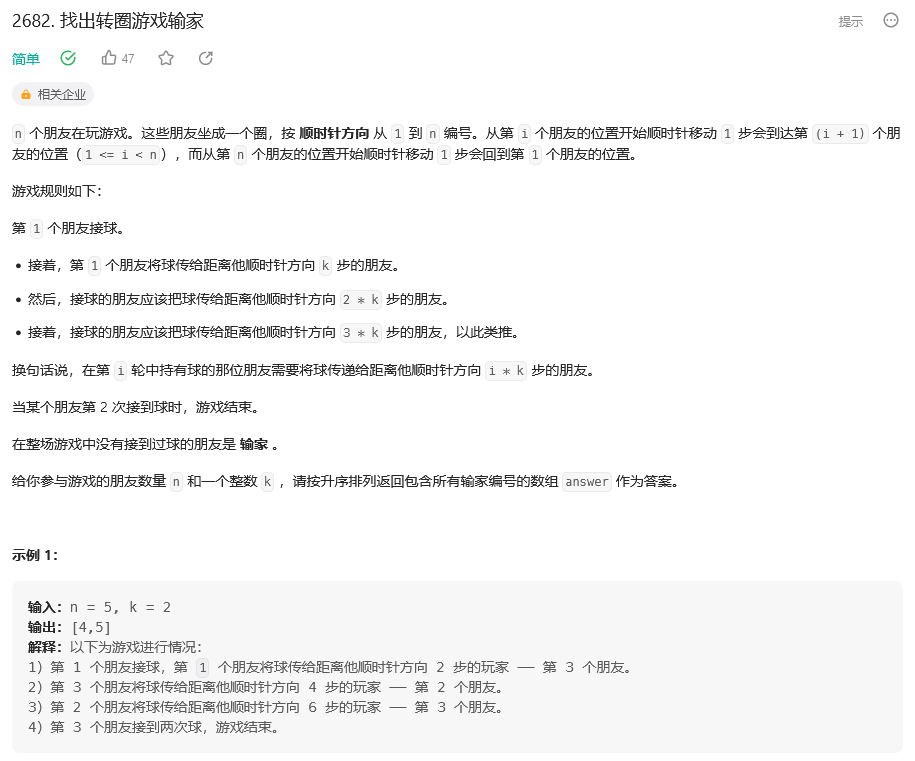 2682. 找出转圈游戏输家
提示
简单
47
相关企业
n 个朋友在玩游戏。这些朋友坐成一个圈，按 顺时针方向 从 1 到 n 编号。从第 i 个朋友的位置开始顺时针移动 1 步会到达第 (i + 1) 个朋
友的位置（1 <= i < n），而从第 n 个朋友的位置开始顺时针移动 1 步会回到第 1 个朋友的位置。
游戏规则如下：
第 1 个朋友接球。
• 接着，第 1 个朋友将球传给距离他顺时针方向 k 步的朋友。
• 然后，接球的朋友应该把球传给距离他顺时针方向 2 * k 步的朋友。
• 接着，接球的朋友应该把球传给距离他顺时针方向 3 * k 步的朋友，以此类推。
换句话说，在第 i 轮中持有球的那位朋友需要将球传递给距离他顺时针方向 i * k 步的朋友。
当某个朋友第 2 次接到球时，游戏结束。
在整场游戏中没有接到过球的朋友是 输家 。
给你参与游戏的朋友数量 n 和一个整数 k ，请按升序排列返回包含所有输家编号的数组 answer 作为答案。
示例 1：
输入：n = 5, k = 2
输出：[4,5]
解释：以下为游戏进行情况：
1）第 1 个朋友接球，第 1 个朋友将球传给距离他顺时针方向 2 步的玩家 —— 第 3 个朋友。
2）第 3 个朋友将球传给距离他顺时针方向 4 步的玩家 —— 第 2 个朋友。
3）第 2 个朋友将球传给距离他顺时针方向 6 步的玩家 —— 第 3 个朋友。
4）第 3 个朋友接到两次球，游戏结束。